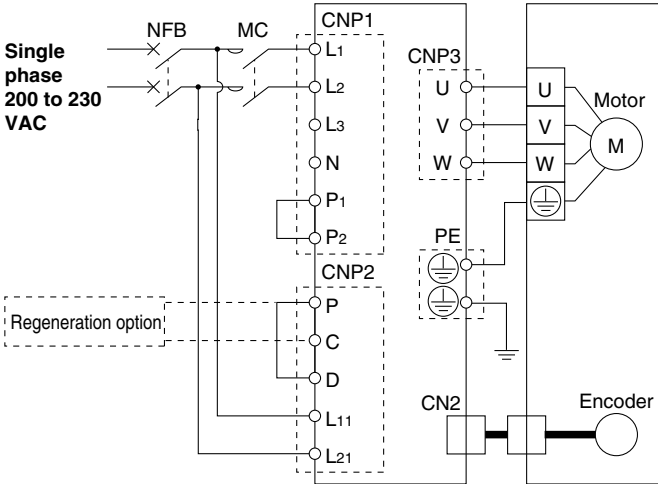 NFB
MC
CNP1
Single
phase
200 to 230
VAC
L1
L2
L3
N
P1
P2
CNP3
U
V
W
U
V
W
Motor
M
PE
CNP2
Regeneration option
P
C
D
L11
L21
CN2
Encoder